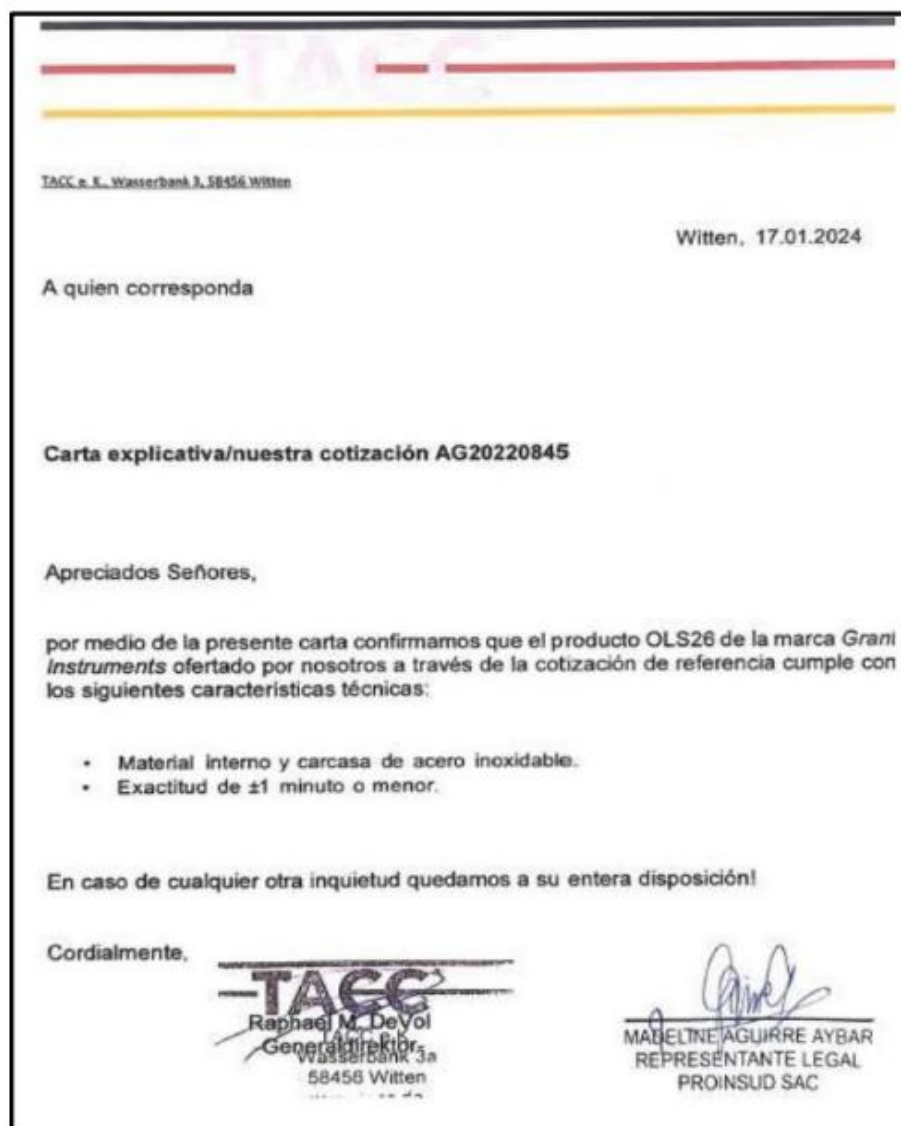 TACC
TACC e. K., Wasserbank 3, 58456 Witten
Witten, 17.01.2024
A quien corresponda
Carta explicativa/nuestra cotización AG20220845
Apreciados Señores,
por medio de la presente carta confirmamos que el producto OLS26 de la marca Grant
Instruments ofertado por nosotros a través de la cotización de referencia cumple con
los siguientes características técnicas:
• Material interno y carcasa de acero inoxidable.
• Exactitud de ±1 minuto o menor.
En caso de cualquier otra inquietud quedamos a su entera disposición!
Cordialmente,
TACC
Raphael M. DeVol
Generaldirektor
Wasserbank 3a
58456 Witten
MADELINE AGUIRRE AYBAR
REPRESENTANTE LEGAL
PROINSUD SAC